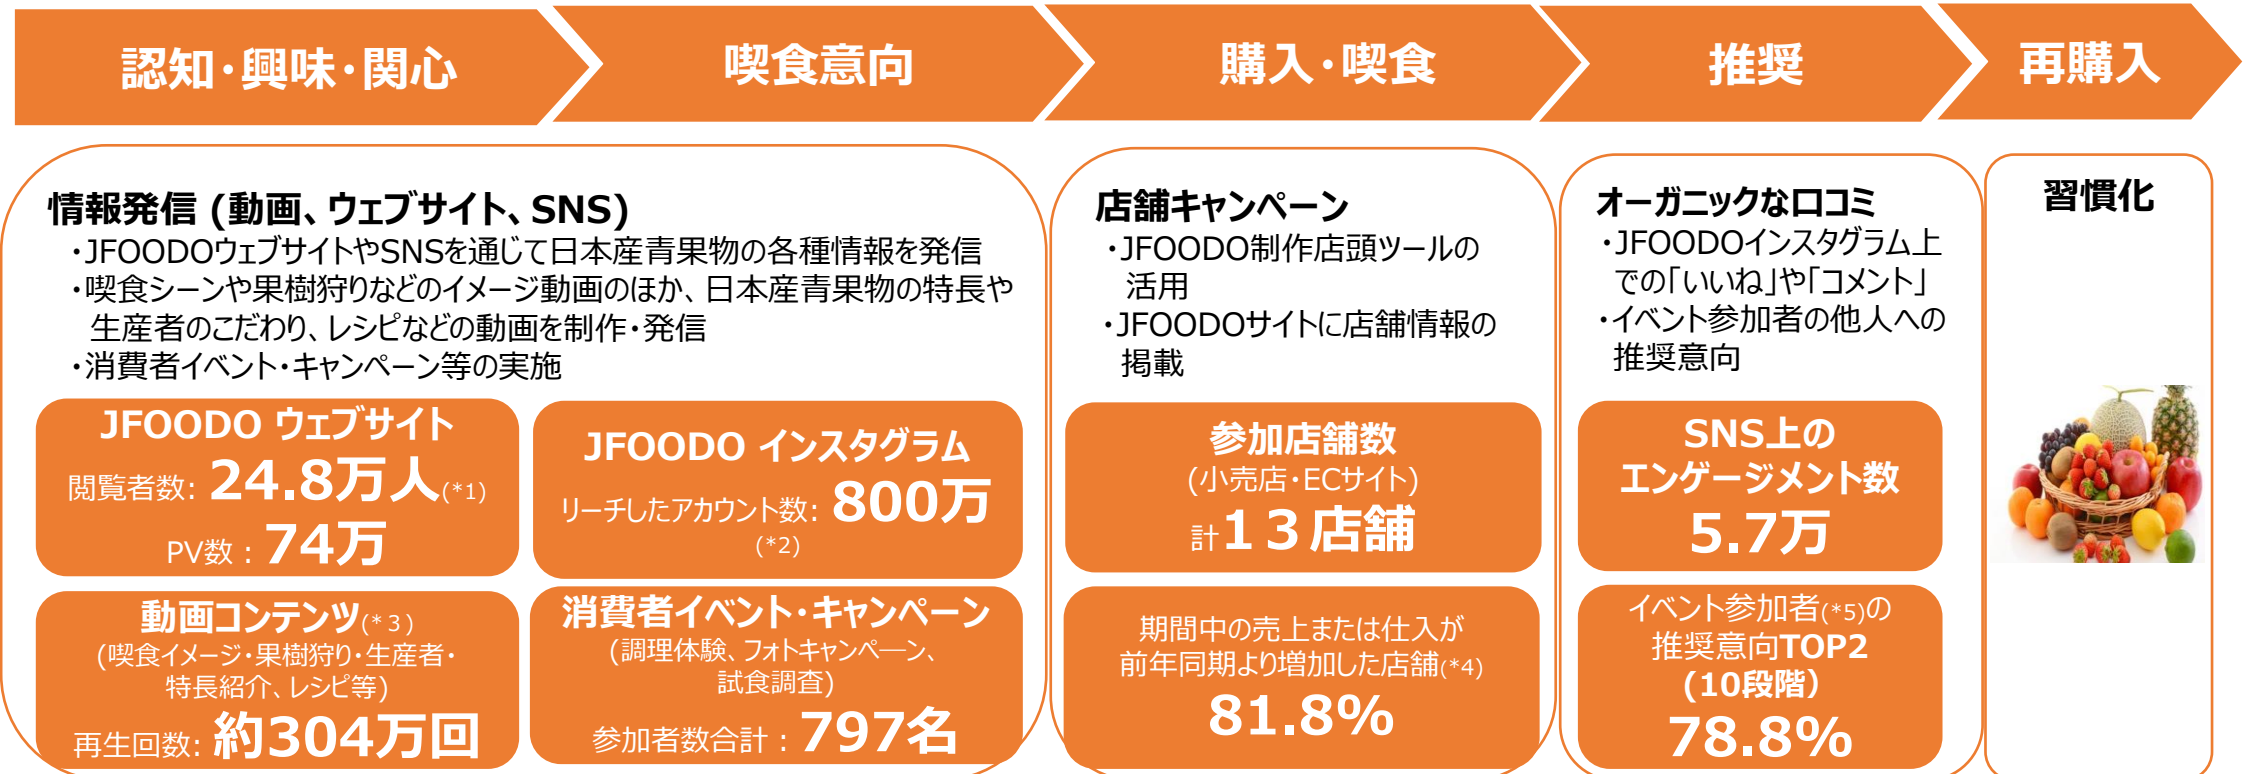 認知・興味・関心
喫食意向
購入・喫食
推奨
再購入
情報発信 (動画、ウェブサイト、SNS)
・JFOODOウェブサイトやSNSを通じて日本産青果物の各種情報を発信
・喫食シーンや果樹狩りなどのイメージ動画のほか、日本産青果物の特長や
生産者のこだわり、レシピなどの動画を制作・発信
・消費者イベント・キャンペーン等の実施
JFOODO ウェブサイト
閲覧者数: 24.8万人(*1)
PV数 : 74万
JFOODO インスタグラム
リーチしたアカウント数: 800万
(*2)
動画コンテンツ(*３)
(喫食イメージ・果樹狩り・生産者・
特長紹介、レシピ等)
再生回数: 約304万回
消費者イベント・キャンペーン
(調理体験、フォトキャンペーン、
試食調査)
参加者数合計 : 797名
店舗キャンペーン
・JFOODO制作店頭ツールの
活用
・JFOODOサイトに店舗情報の
掲載
参加店舗数
(小売店・ECサイト)
計１３店舗
期間中の売上または仕入が
前年同期より増加した店舗(*4)
81.8%
オーガニックな口コミ
・JFOODOインスタグラム上
での「いいね」や「コメント」
・イベント参加者の他人への
推奨意向
SNS上の
エンゲージメント数
5.7万
イベント参加者(*5)の
推奨意向TOP2
(10段階）
78.8%
習慣化